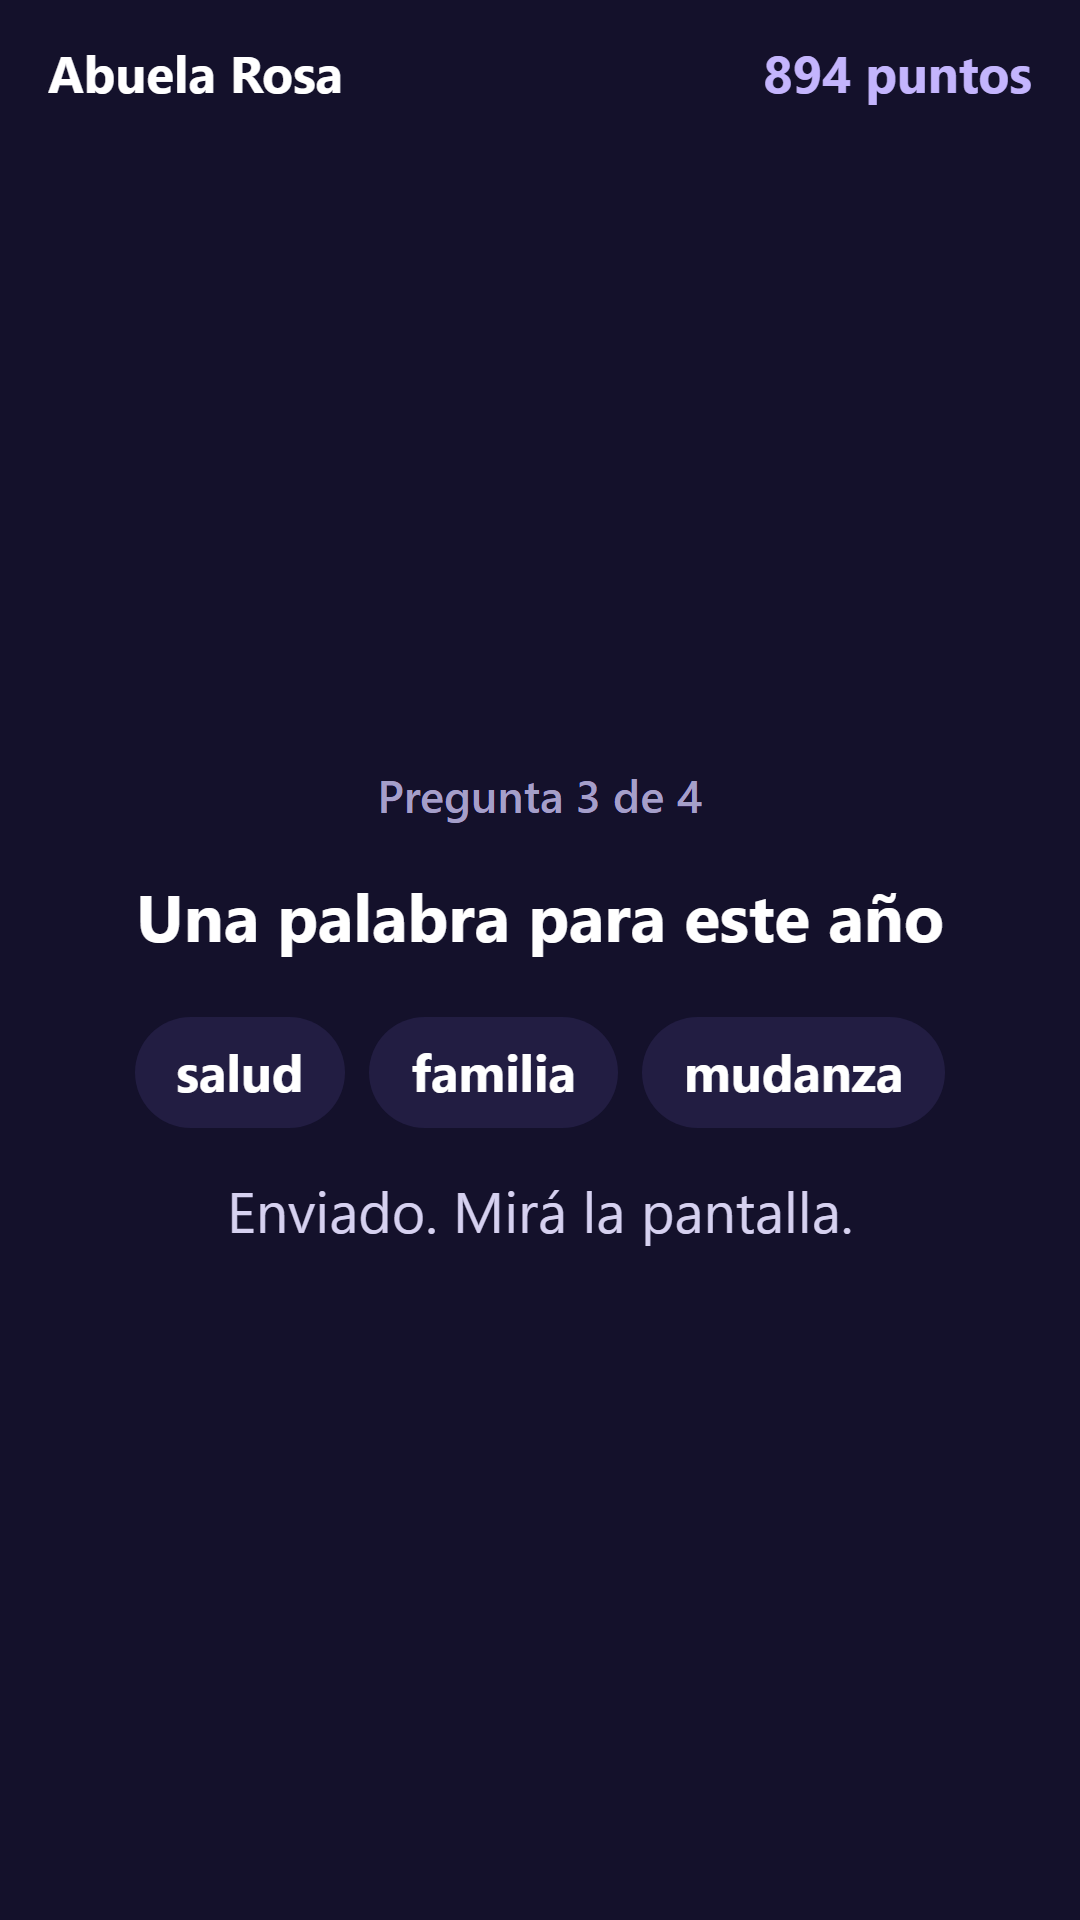 Abuela Rosa 894 puntos
Pregunta 3 de 4
Una palabra para este año
salud familia mudanza
Enviado. Mirá la pantalla.